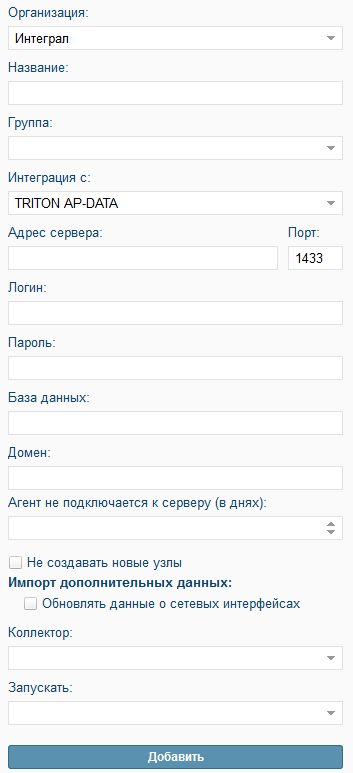 Организация:
Интеграл
Название:
Группа:
Интеграция с:
TRITON AP-DATA
Адрес сервера: Порт:
1433
Логин:
Пароль:
База данных:
Домен:
Агент не подключается к серверу (в днях):
Не создавать новые узлы
Импорт дополнительных данных:
Обновлять данные о сетевых интерфейсах
Коллектор:
Запускать:
Добавить